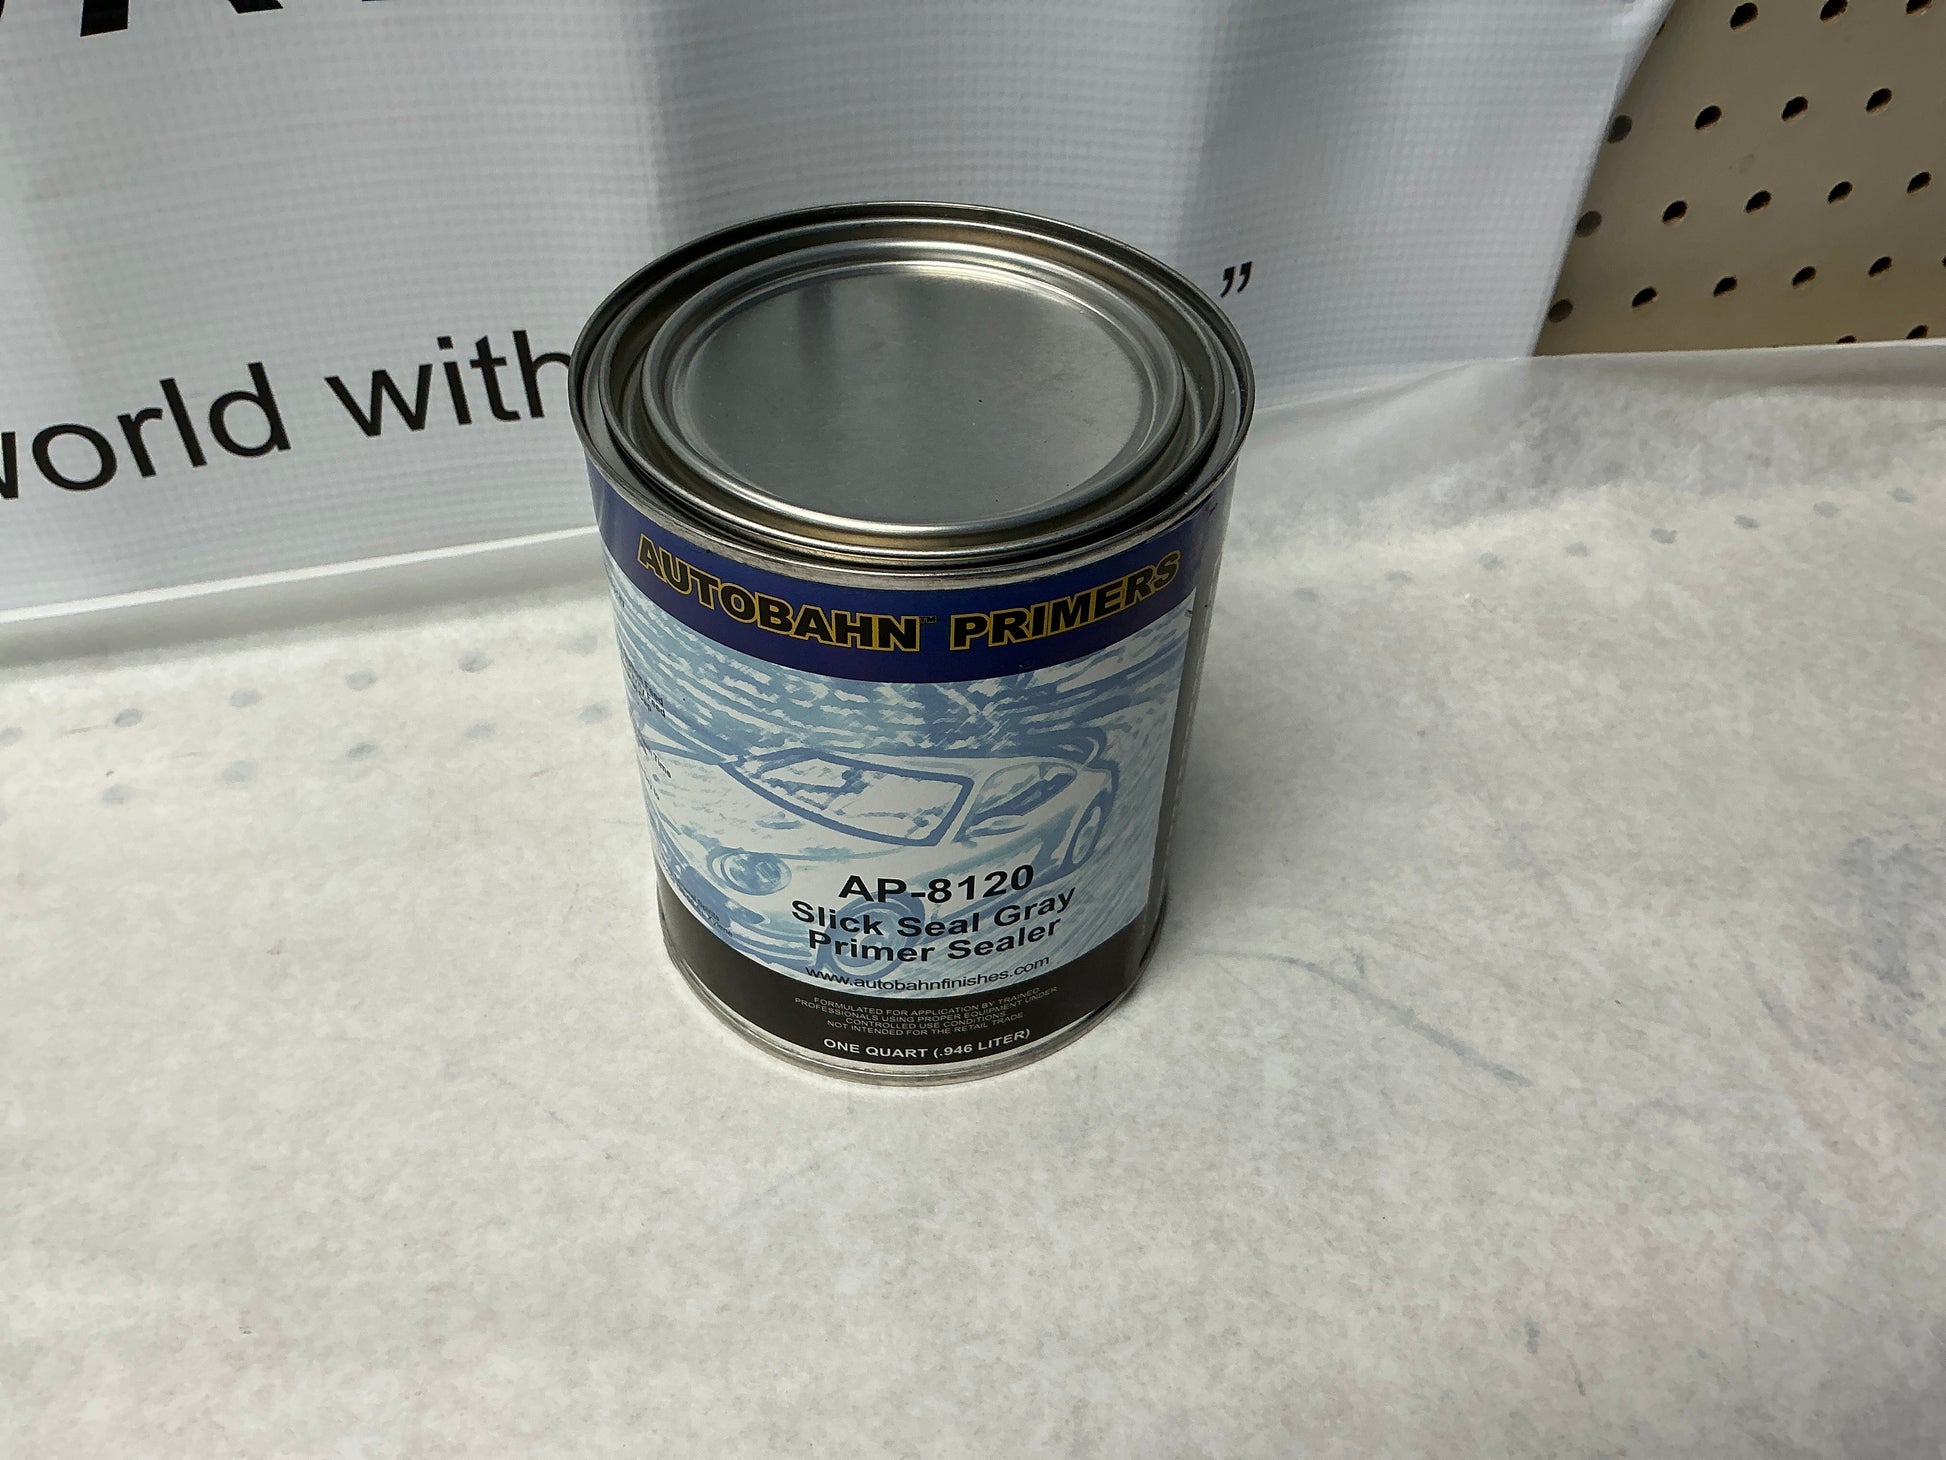 world with
”
AUTOBAHN™ PRIMERS
AP-8120
Slick Seal Gray
Primer Sealer
www.autobahnfinishes.com
FORMULATED FOR APPLICATION BY TRAINED
PROFESSIONALS USING PROPER EQUIPMENT UNDER
CONTROLLED USE CONDITIONS
NOT INTENDED FOR THE RETAIL TRADE
ONE QUART (.946 LITER)